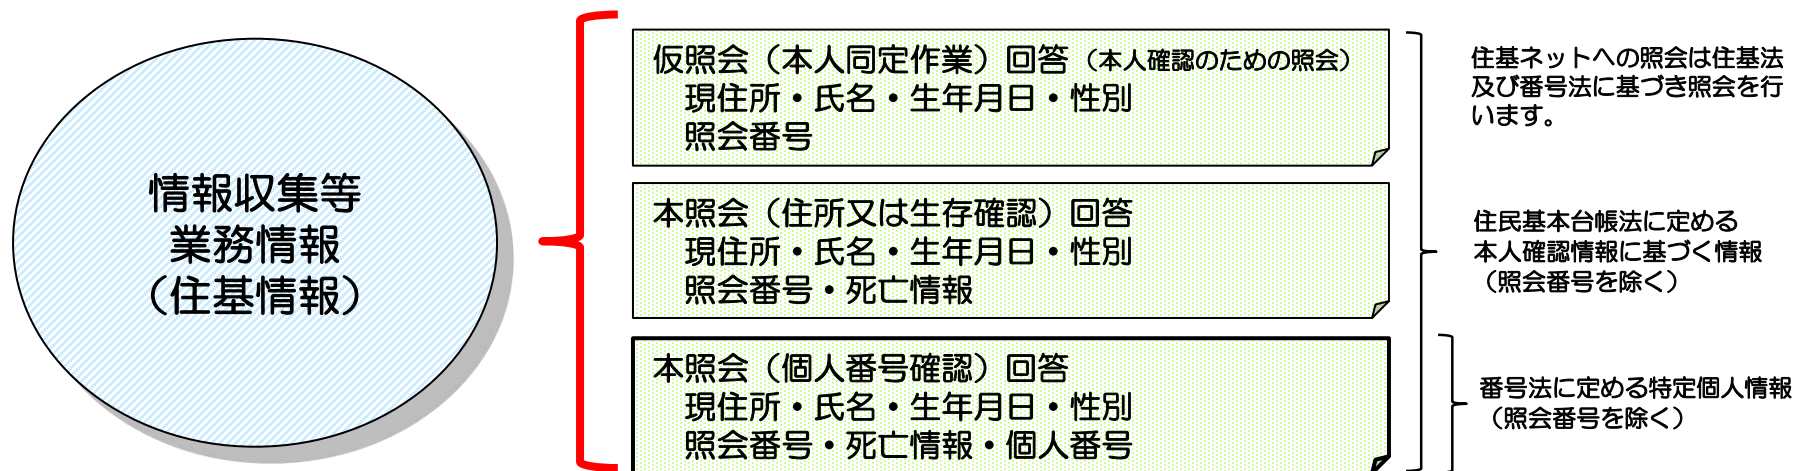 情報収集等
業務情報
（住基情報）
仮照会（本人同定作業）回答（本人確認のための照会）
現住所・氏名・生年月日・性別
照会番号
本照会（住所又は生存確認）回答
現住所・氏名・生年月日・性別
照会番号・死亡情報
本照会（個人番号確認）回答
現住所・氏名・生年月日・性別
照会番号・死亡情報・個人番号
住基ネットへの照会は住基法
及び番号法に基づき照会を行
います。
住民基本台帳法に定める
本人確認情報に基づく情報
（照会番号を除く）
番号法に定める特定個人情報
（照会番号を除く）